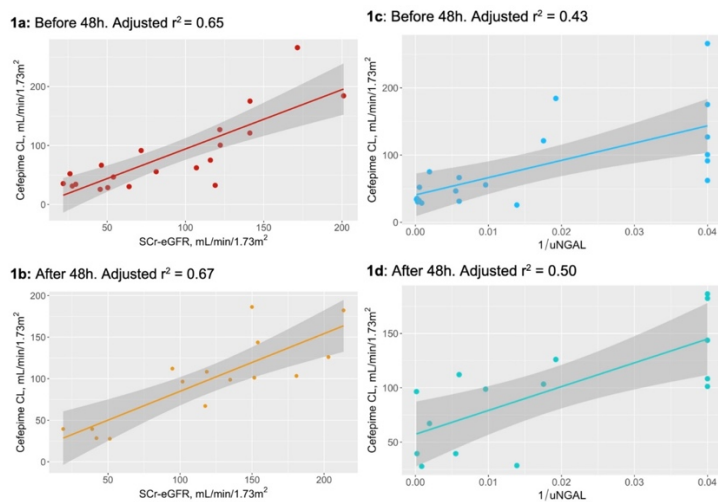 1a: Before 48h. Adjusted r² = 0.65
Cefepime CL, mL/min/1.73m²
200
100
0
50
100
150
200
SCr-eGFR, mL/min/1.73m²
1c: Before 48h. Adjusted r² = 0.43
Cefepime CL, mL/min/1.73m²
200
100
0
0.00
0.01
0.02
0.03
0.04
1/uNGAL
1b: After 48h. Adjusted r² = 0.67
Cefepime CL, mL/min/1.73m²
200
150
100
50
0
50
100
150
200
SCr-eGFR, mL/min/1.73m²
1d: After 48h. Adjusted r² = 0.50
Cefepime CL, mL/min/1.73m²
150
100
50
0.00
0.01
0.02
0.03
0.04
1/uNGAL